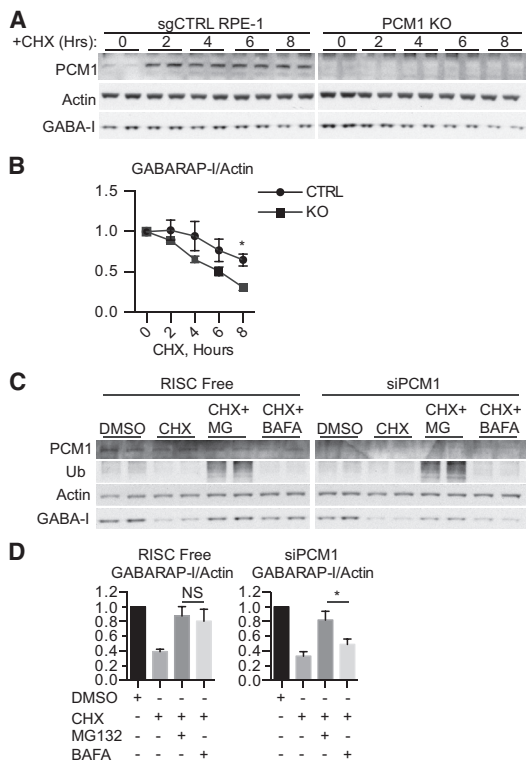 A
sgCTRL RPE-1 PCM1 KO
+CHX (Hrs): 0 2 4 6 8 0 2 4 6 8
PCM1
Actin
GABA-I
B
GABARAP-I/Actin
1.5
1.0
0.5
0.0
CTRL
KO
*
0 2 4 6 8
CHX, Hours
C
RISC Free siPCM1
DMSO CHX CHX+ MG CHX+ BAFA DMSO CHX CHX+ MG CHX+ BAFA
PCM1
Ub
Actin
GABA-I
D
RISC Free siPCM1
GABARAP-I/Actin GABARAP-I/Actin
1.2 1.2
1.0 1.0
0.8 0.8
0.6 0.6
0.4 0.4
0.2 0.2
0.0 0.0
NS *
DMSO + - - - + - - -
CHX - + + + - + + +
MG132 - - + - - - + -
BAFA - - - + - - - +